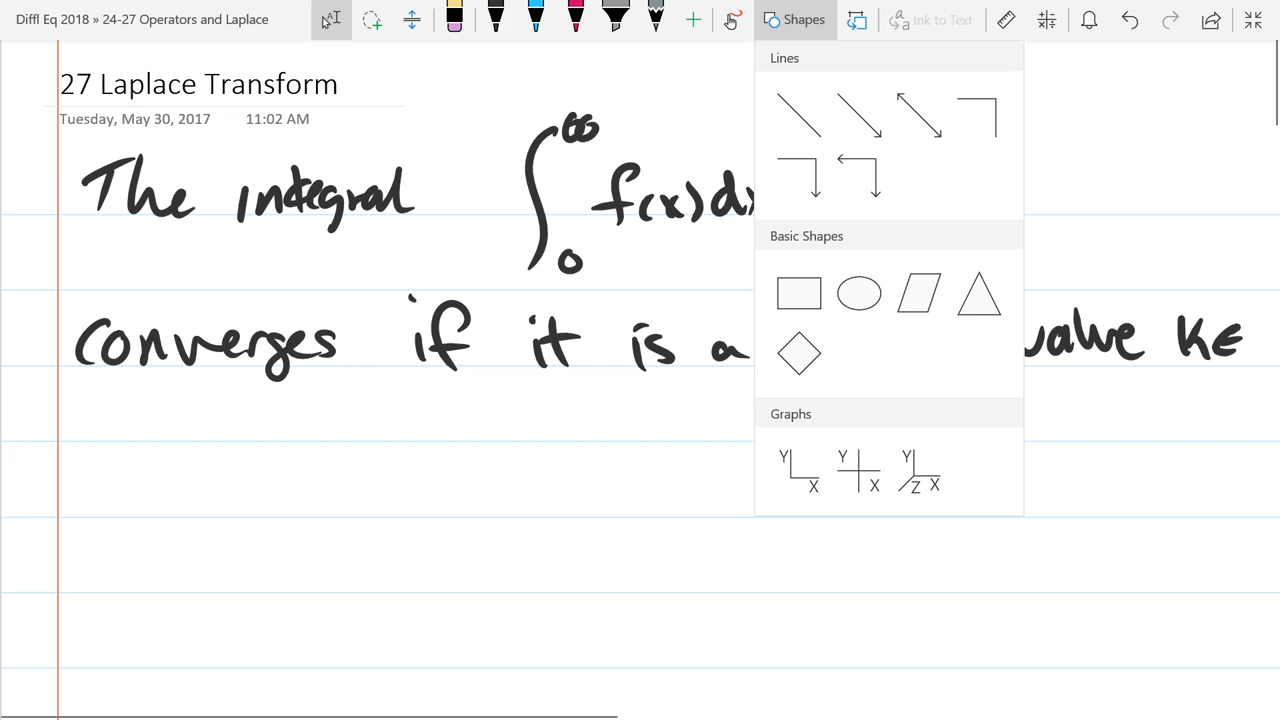 Diffl Eq 2018 » 24-27 Operators and Laplace
Shapes
Ink to Text
Lines
Basic Shapes
Graphs
Y X
Y X
Y Z X
27 Laplace Transform
Tuesday, May 30, 2017 11:02 AM
The integral ∫₀^∞ f(x)dx
converges if it is a value K∈